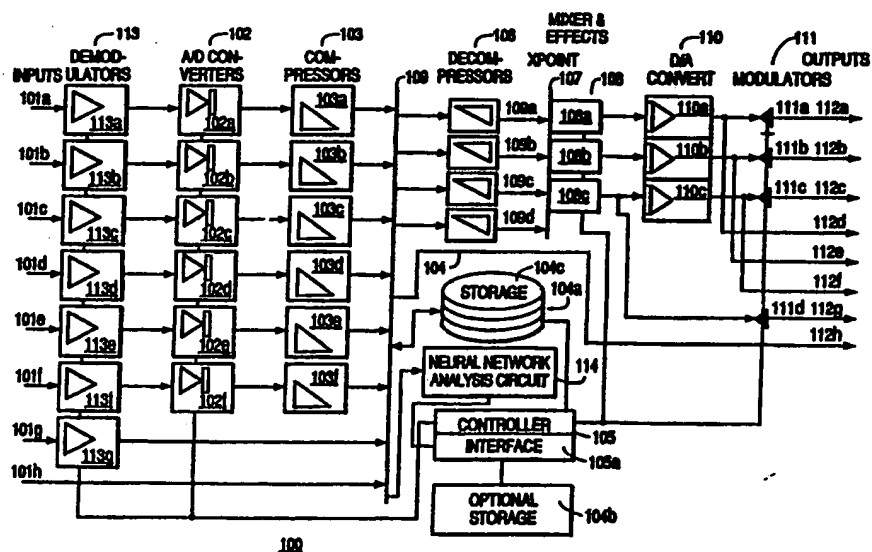 113
DEMOD-
ULATORS
102
A/D CON-
VERTERS
103
COM-
PRESSORS
106
DECOM-
PRESSORS
MIXER &
EFFECTS
XPOINT
107
108
110
D/A
CONVERT
111
MODULATORS
OUTPUTS
INPUTS
109
101a
113a
102a
103a
109a
108a
110a
111a 112a
101b
113b
102b
103b
109b
108b
110b
111b 112b
101c
113c
102c
103c
109c
108c
110c
111c 112c
109d
112d
101d
113d
102d
103d
104
104c
112e
STORAGE
104a
112f
101e
113e
102e
103e
111d 112g
112h
NEURAL NETWORK
ANALYSIS CIRCUIT
114
101f
113f
102f
103f
CONTROLLER
105
INTERFACE
105a
101g
113g
101h
OPTIONAL
STORAGE
104b
100